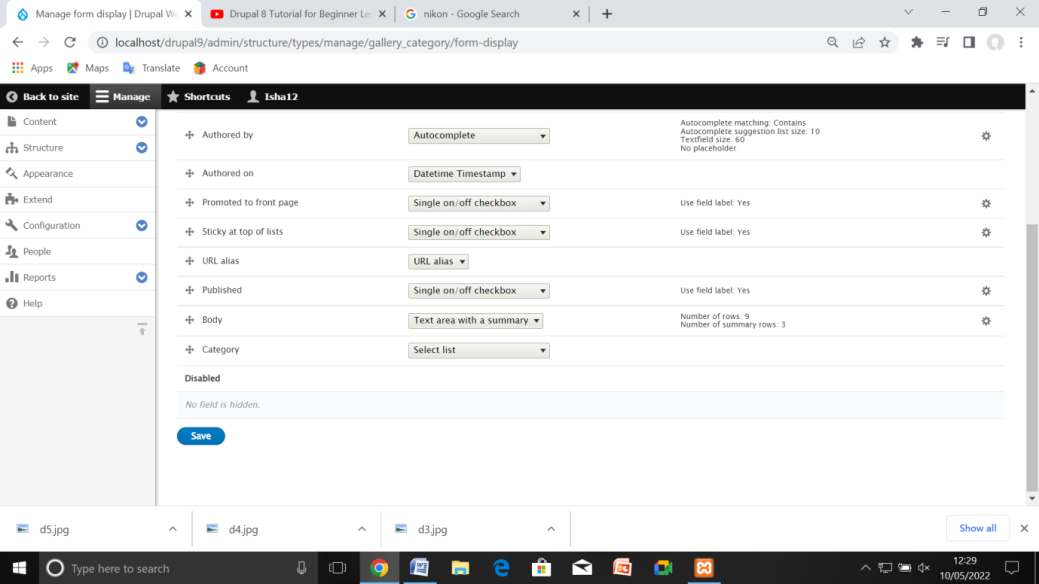 Manage form display | Drupal W
Drupal 8 Tutorial for Beginner Le
nikon - Google Search
localhost/drupal9/admin/structure/types/manage/gallery_category/form-display
Apps
Maps
Translate
Account
Back to site
Manage
Shortcuts
Isha12
Content
Structure
Appearance
Extend
Configuration
People
Reports
Help
Authored by
Autocomplete
Autocomplete matching: Contains
Autocomplete suggestion list size: 10
Textfield size: 60
No placeholder
Authored on
Datetime Timestamp
Promoted to front page
Single on/off checkbox
Use field label: Yes
Sticky at top of lists
Single on/off checkbox
Use field label: Yes
URL alias
URL alias
Published
Single on/off checkbox
Use field label: Yes
Body
Text area with a summary
Number of rows: 9
Number of summary rows: 3
Category
Select list
Disabled
No field is hidden.
Save
d5.jpg
d4.jpg
d3.jpg
Show all
Type here to search
12:29
10/05/2022